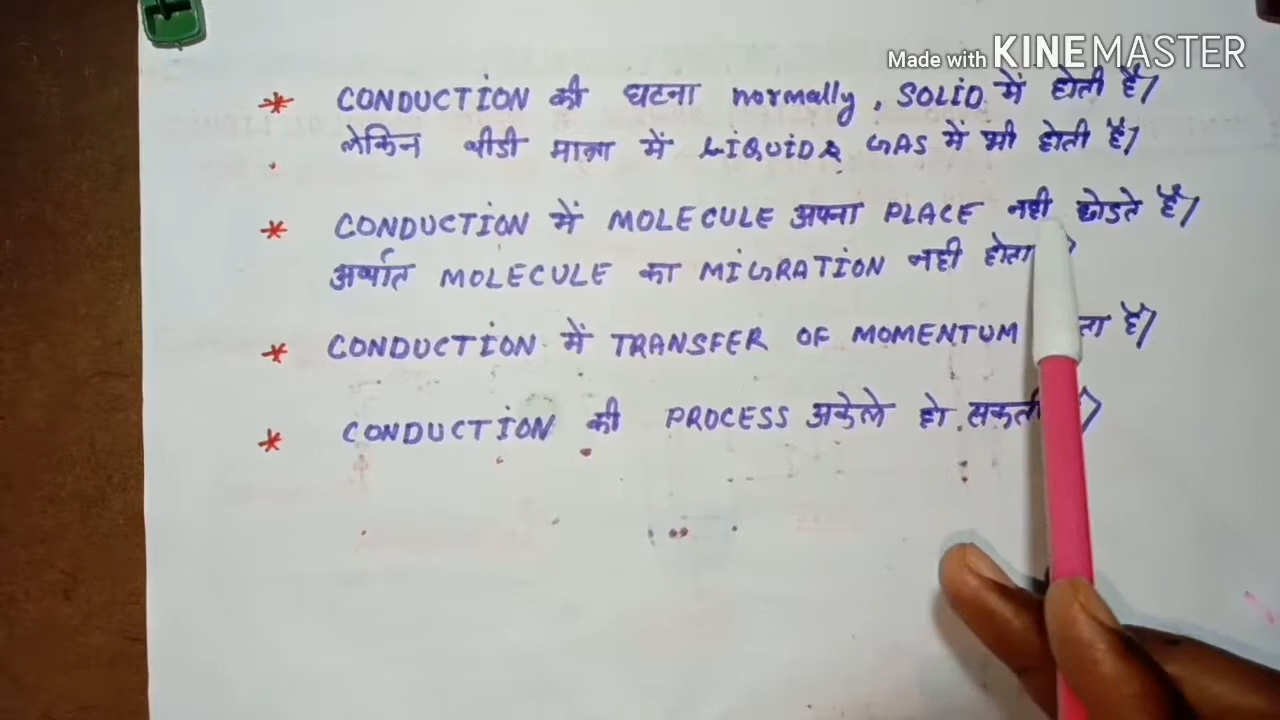 Made with KINEMASTER
* CONDUCTION की घटना normally, SOLID में होती है/
लेकिन थीडी मात्रा में LIQUID & GAS में भी होती है/
* CONDUCTION में MOLECULE अपना PLACE नही छोडते है/
अर्थात MOLECULE का MIGRATION नही होता
* CONDUCTION में TRANSFER OF MOMENTUM ता है/
* CONDUCTION की PROCESS अकेले हो सकती